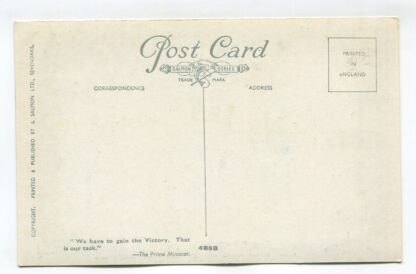 Post Card
SALMON SERIES
TRADE MARK
CORRESPONDENCE
ADDRESS
PRINTED
IN
ENGLAND
COPYRIGHT. PRINTED & PUBLISHED BY J. SALMON LTD., SEVENOAKS.
"We have to gain the Victory. That
is our task."
—The Prime Minister.
4898